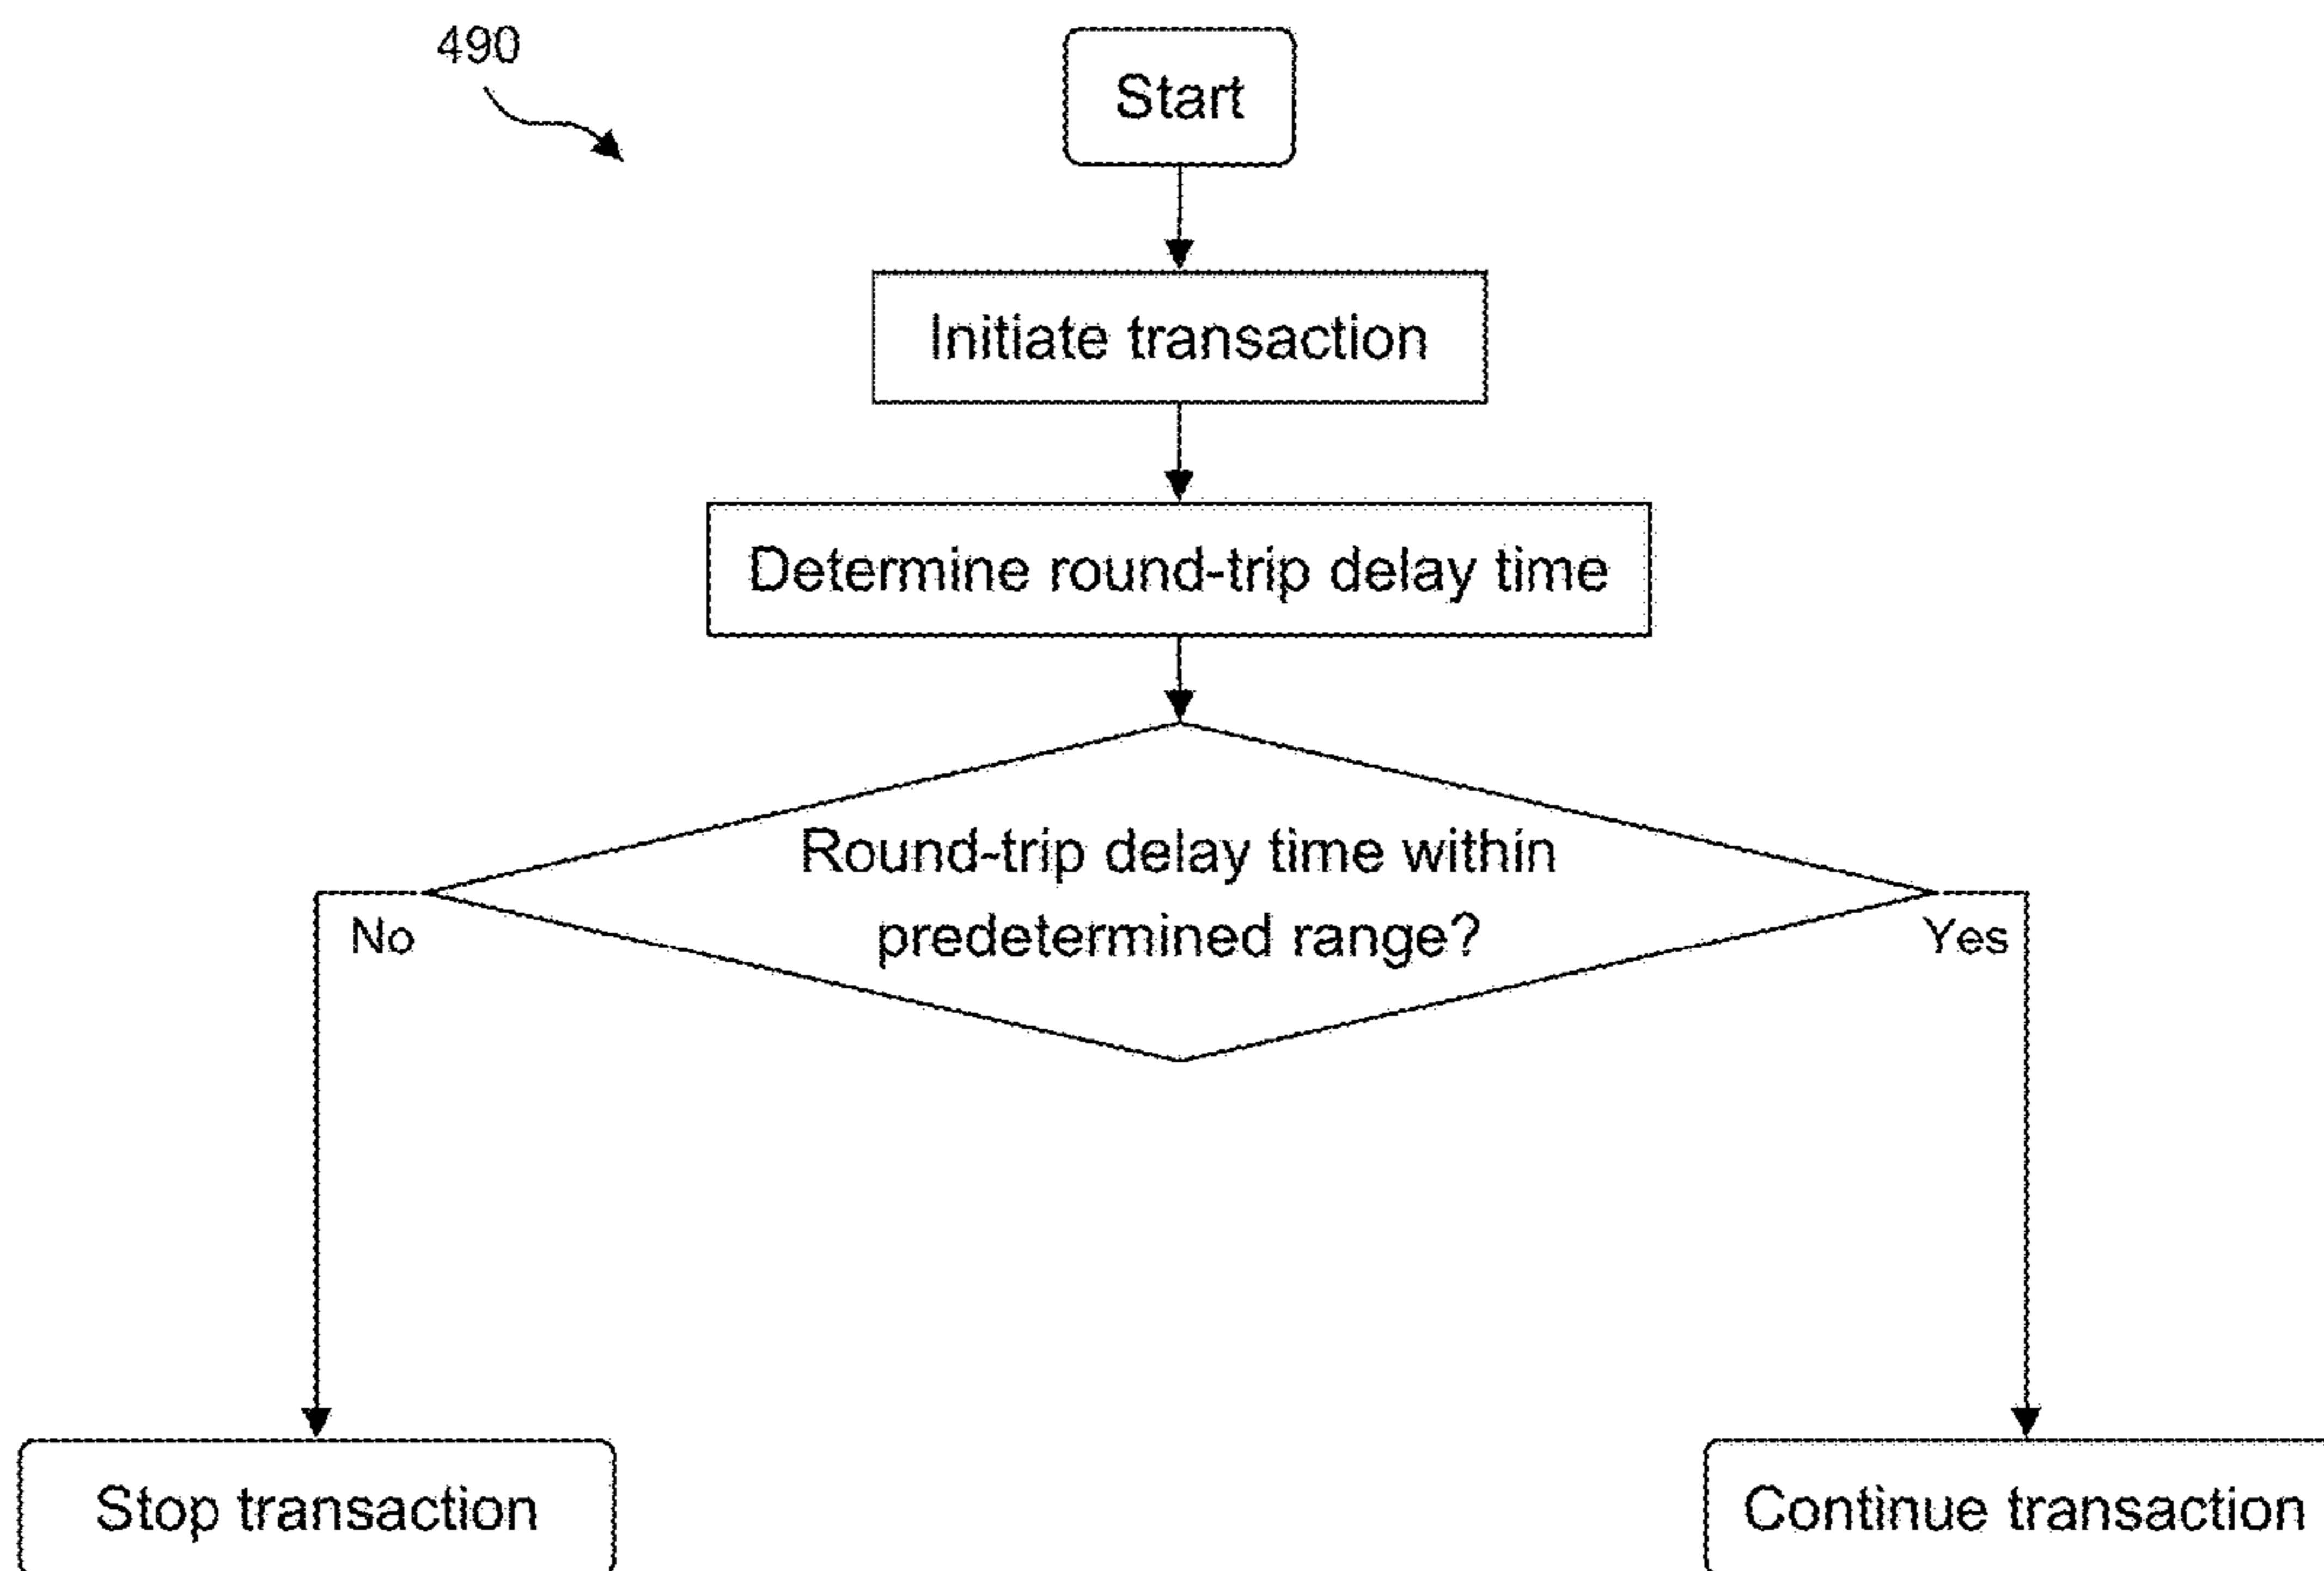 490
Start
Initiate transaction
Determine round-trip delay time
Round-trip delay time within
predetermined range?
No
Yes
Stop transaction
Continue transaction